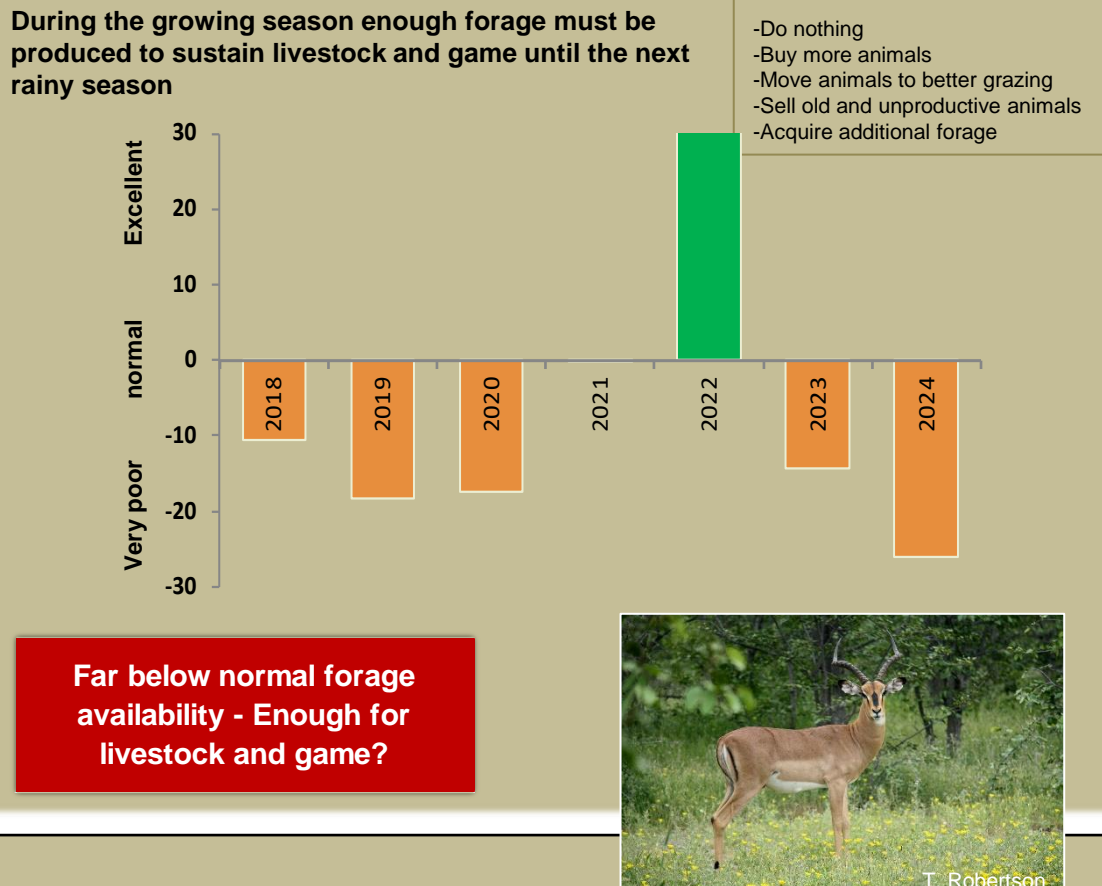 During the growing season enough forage must be
produced to sustain livestock and game until the next
rainy season
-Do nothing
-Buy more animals
-Move animals to better grazing
-Sell old and unproductive animals
-Acquire additional forage
30
20
10
0
-10
-20
-30
Excellent
normal
Very poor
2018
2019
2020
2021
2022
2023
2024
Far below normal forage
availability - Enough for
livestock and game?
T. Robertson